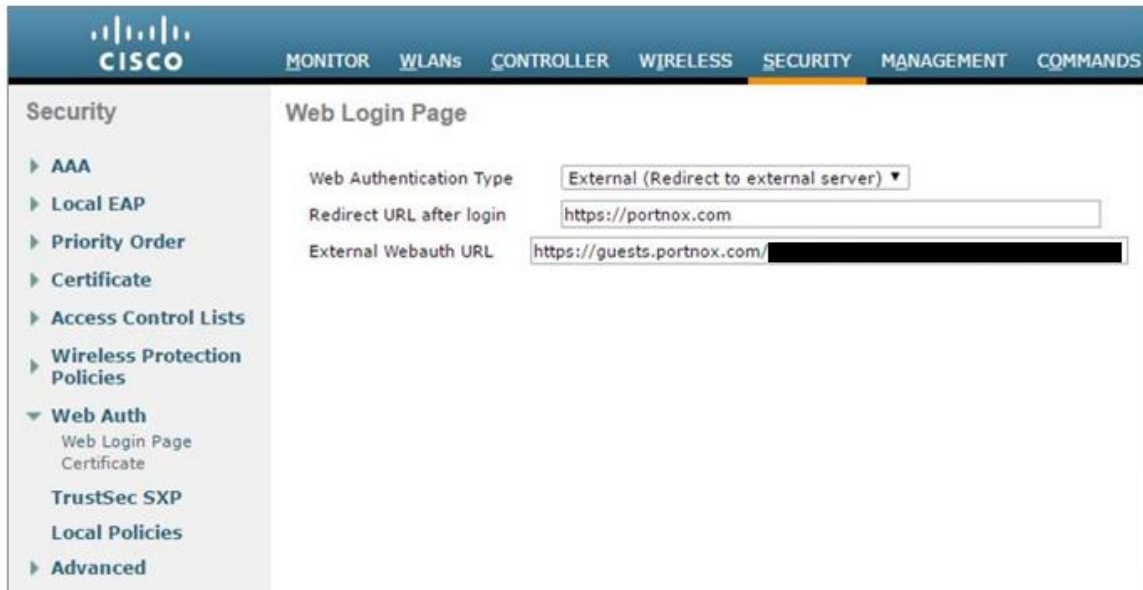 CISCO
MONITOR WLANs CONTROLLER WIRELESS SECURITY MANAGEMENT COMMANDS
Security
AAA
Local EAP
Priority Order
Certificate
Access Control Lists
Wireless Protection
Policies
Web Auth
Web Login Page
Certificate
TrustSec SXP
Local Policies
Advanced
Web Login Page
Web Authentication Type External (Redirect to external server)
Redirect URL after login https://portnox.com
External Webauth URL https://guests.portnox.com/